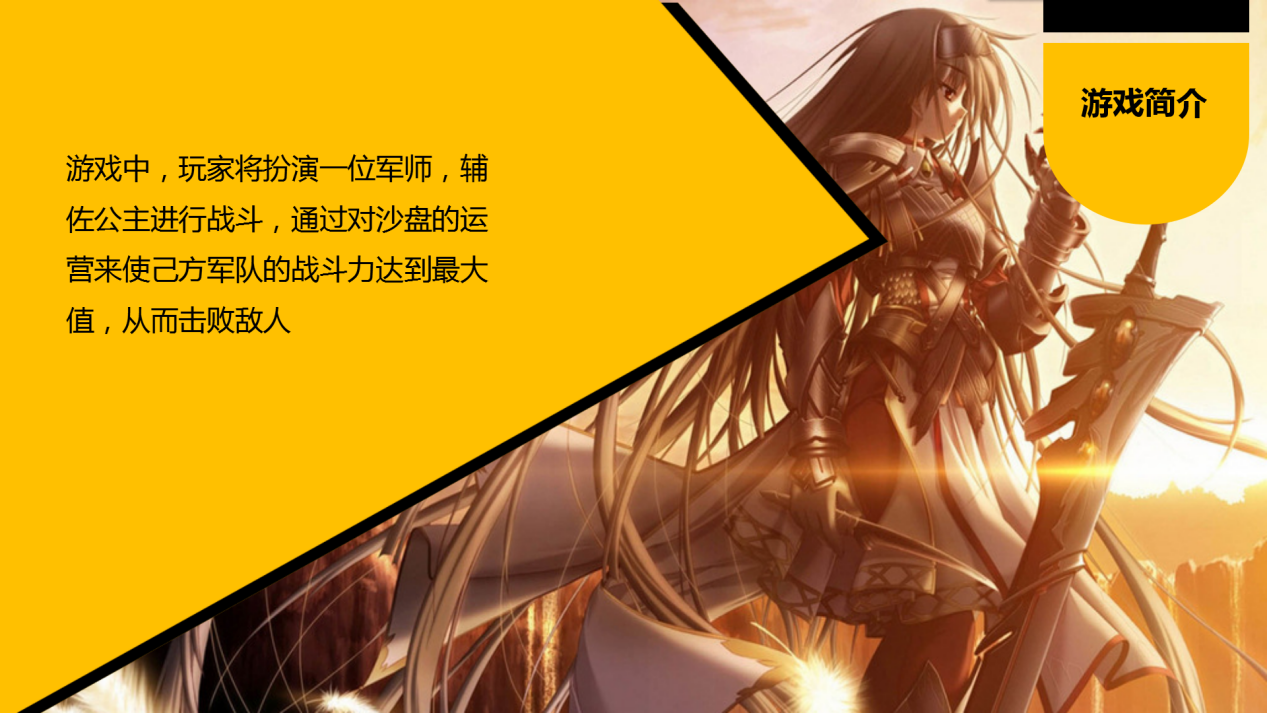 游戏简介
游戏中，玩家将扮演一位军师，辅
佐公主进行战斗，通过对沙盘的运
营来使己方军队的战斗力达到最大
值，从而击败敌人